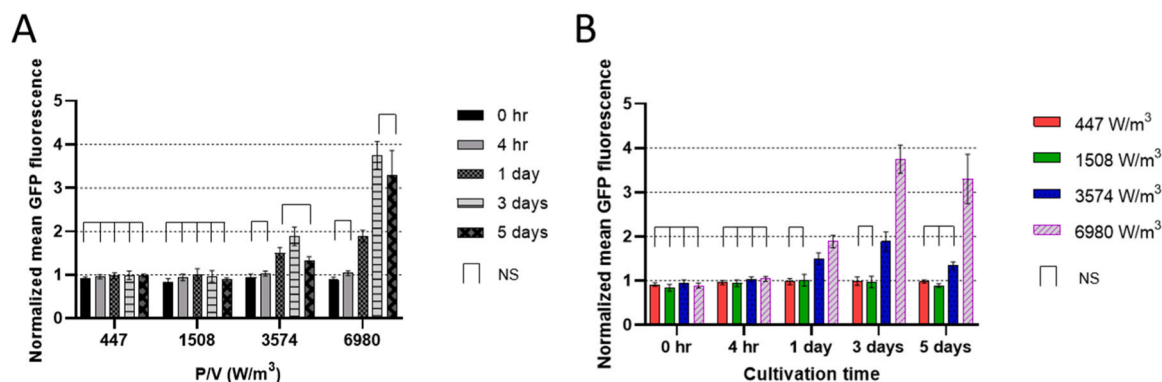 A
Normalized mean GFP fluorescence
5
4
3
2
1
0
447
1508
3574
6980
P/V (W/m³)
0 hr
4 hr
1 day
3 days
5 days
NS
B
Normalized mean GFP fluorescence
5
4
3
2
1
0
0 hr
4 hr
1 day
3 days
5 days
Cultivation time
447 W/m³
1508 W/m³
3574 W/m³
6980 W/m³
NS